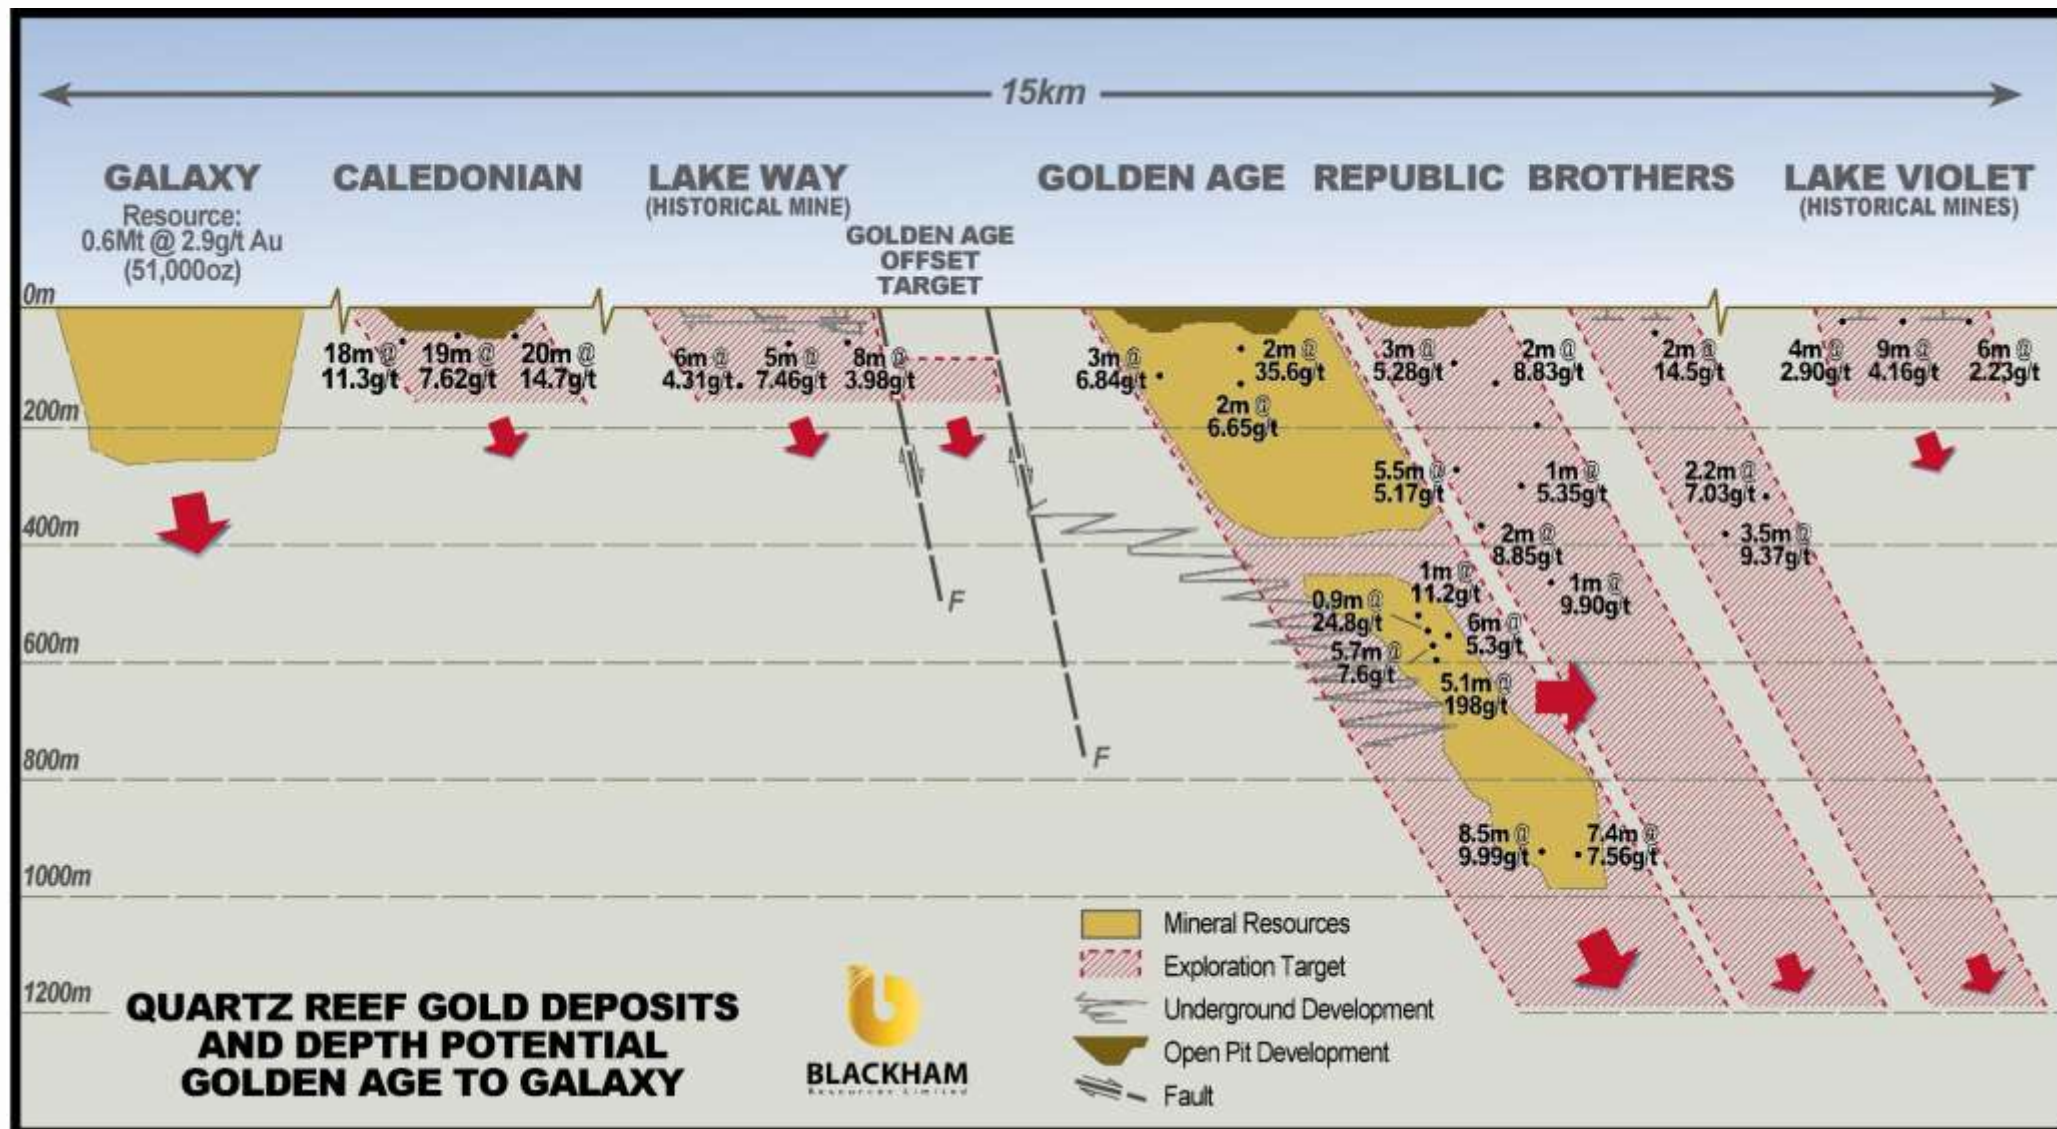 15km
GALAXY
Resource:
0.6Mt @ 2.9g/t Au
(51,000oz)
CALEDONIAN
LAKE WAY
(HISTORICAL MINE)
GOLDEN AGE
OFFSET
TARGET
GOLDEN AGE
REPUBLIC
BROTHERS
LAKE VIOLET
(HISTORICAL MINES)
0m
200m
400m
600m
800m
1000m
1200m
18m @
11.3g/t
19m @
7.62g/t
20m @
14.7g/t
6m @
4.31g/t
5m @
7.46g/t
8m @
3.98g/t
3m @
6.84g/t
2m @
35.6g/t
2m @
6.65g/t
3m @
5.28g/t
2m @
8.83g/t
2m @
14.5g/t
4m @
2.90g/t
9m @
4.16g/t
6m @
2.23g/t
5.5m @
5.17g/t
1m @
5.35g/t
2.2m @
7.03g/t
2m @
8.85g/t
3.5m @
9.37g/t
1m @
11.2g/t
1m @
9.90g/t
0.9m @
24.8g/t
6m @
5.3g/t
5.7m @
7.6g/t
5.1m @
198g/t
8.5m @
9.99g/t
7.4m @
7.56g/t
F
F
Mineral Resources
Exploration Target
Underground Development
Open Pit Development
Fault
QUARTZ REEF GOLD DEPOSITS
AND DEPTH POTENTIAL
GOLDEN AGE TO GALAXY
BLACKHAM
Resources Limited